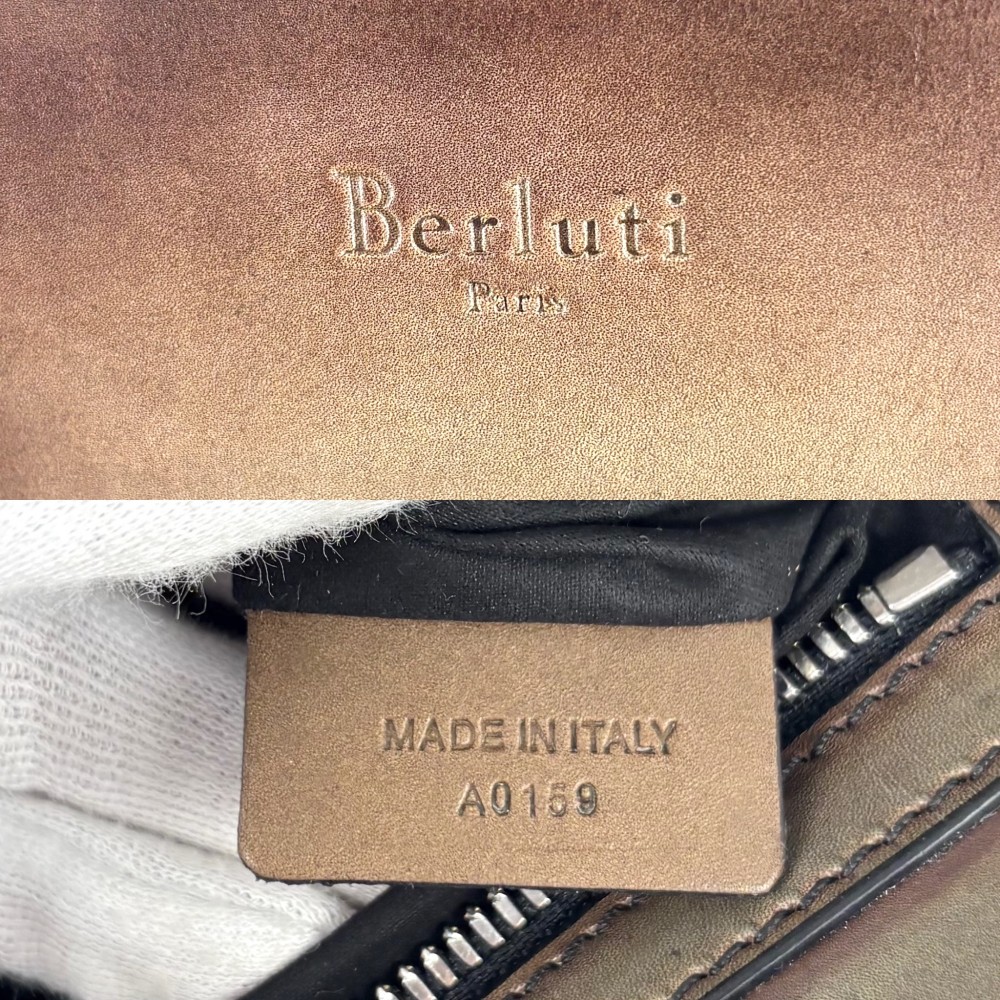 Berluti
Paris
MADE IN ITALY
A0159